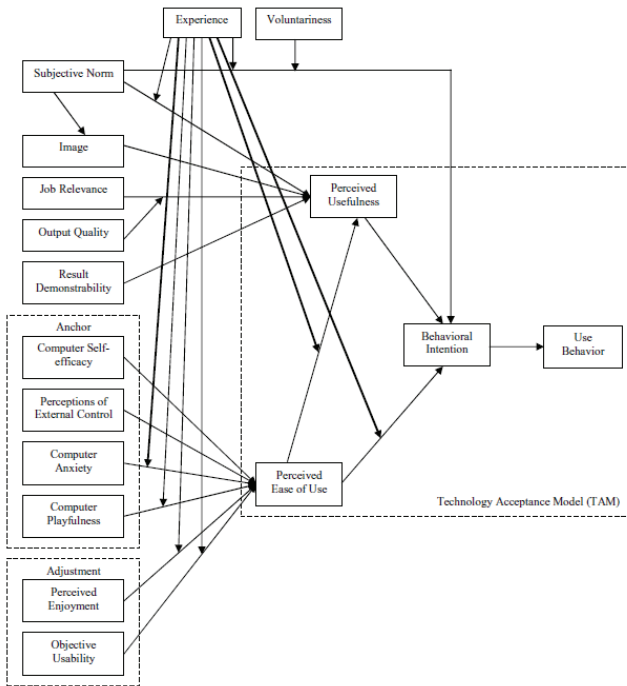 Experience
Voluntariness
Subjective Norm
Image
Job Relevance
Output Quality
Result
Demonstrability
Perceived
Usefulness
Anchor
Computer Self-
efficacy
Perceptions of
External Control
Computer
Anxiety
Computer
Playfulness
Behavioral
Intention
Use
Behavior
Perceived
Ease of Use
Technology Acceptance Model (TAM)
Adjustment
Perceived
Enjoyment
Objective
Usability